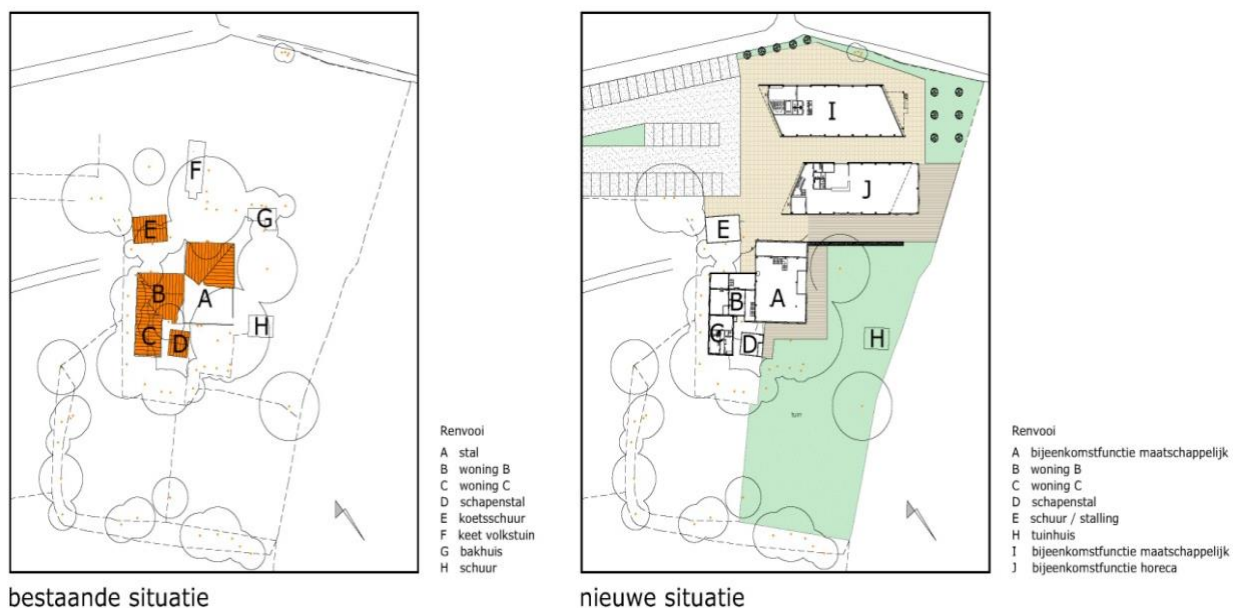 F
G
E
B
A
C
D
H
Renvooi
A stal
B woning B
C woning C
D schapenstal
E koetsschuur
F keet volkstuin
G bakhuis
H schuur
bestaande situatie
I
J
E
B
A
C
D
H
tuin
Renvooi
A bijeenkomstfunctie maatschappelijk
B woning B
C woning C
D schapenstal
E schuur / stalling
H tuinhuis
I bijeenkomstfunctie maatschappelijk
J bijeenkomstfunctie horeca
nieuwe situatie